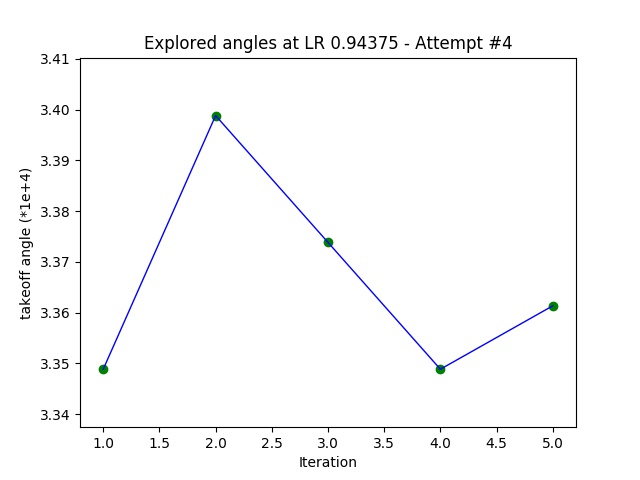 Explored angles at LR 0.94375 - Attempt #4
takeoff angle (*1e+4)
3.41
3.40
3.39
3.38
3.37
3.36
3.35
3.34
1.0 1.5 2.0 2.5 3.0 3.5 4.0 4.5 5.0
Iteration